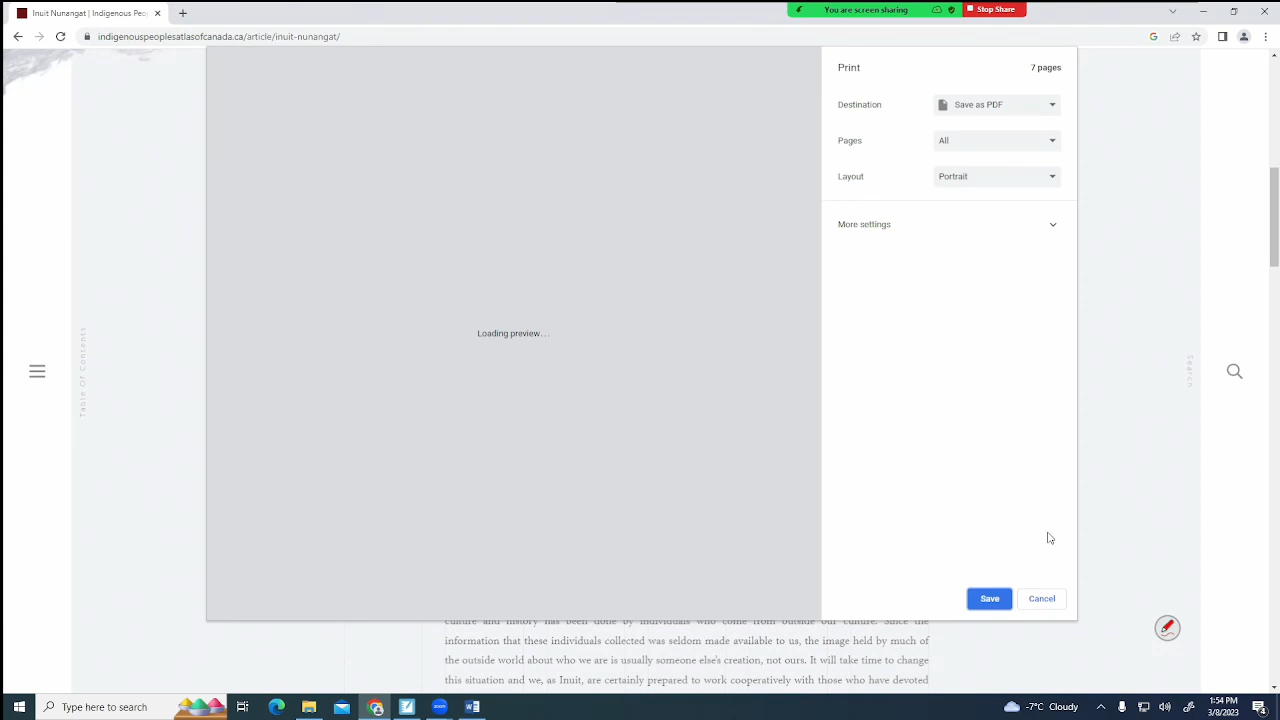 Inuit Nunangat | Indigenous Peop
You are screen sharing
Stop Share
indigenouspeoplesatlasofcanada.ca/article/inuit-nunangat/
Print
7 pages
Destination
Save as PDF
Pages
All
Layout
Portrait
More settings
Loading preview...
Table Of Contents
Search
Save
Cancel
culture and history has been done by individuals who come from outside our culture. Since the
information that these individuals collected was seldom made available to us, the image held by much of
the outside world about who we are is usually someone else's creation, not ours. It will take time to change
this situation and we, as Inuit, are certainly prepared to work cooperatively with those who have devoted
Type here to search
zoom
7°C Cloudy
1:54 PM
3/8/2023